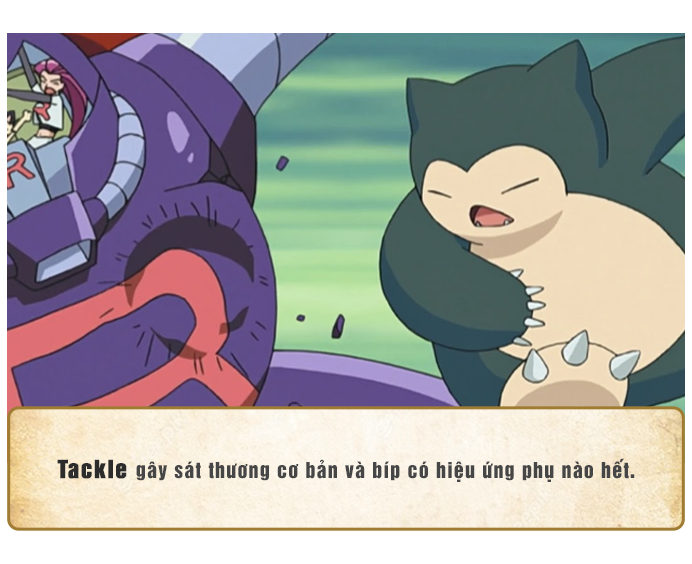 R
Tackle gây sát thương cơ bản và bíp có hiệu ứng phụ nào hết.